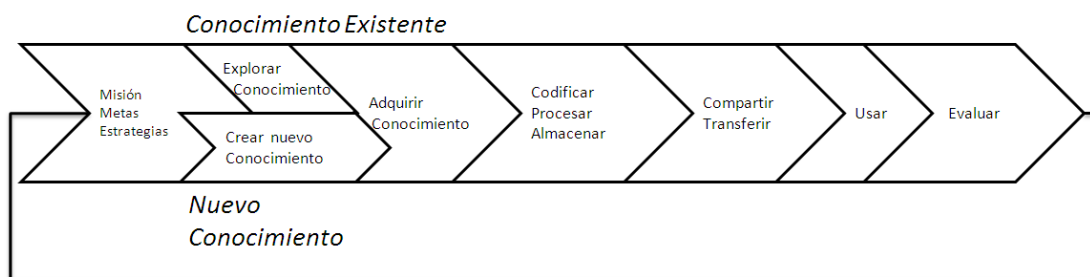 Conocimiento Existente
Misión
Metas
Estrategias
Explorar
Conocimiento
Crear nuevo
Conocimiento
Adquirir
Conocimiento
Codificar
Procesar
Almacenar
Compartir
Transferir
Usar
Evaluar
Nuevo
Conocimiento